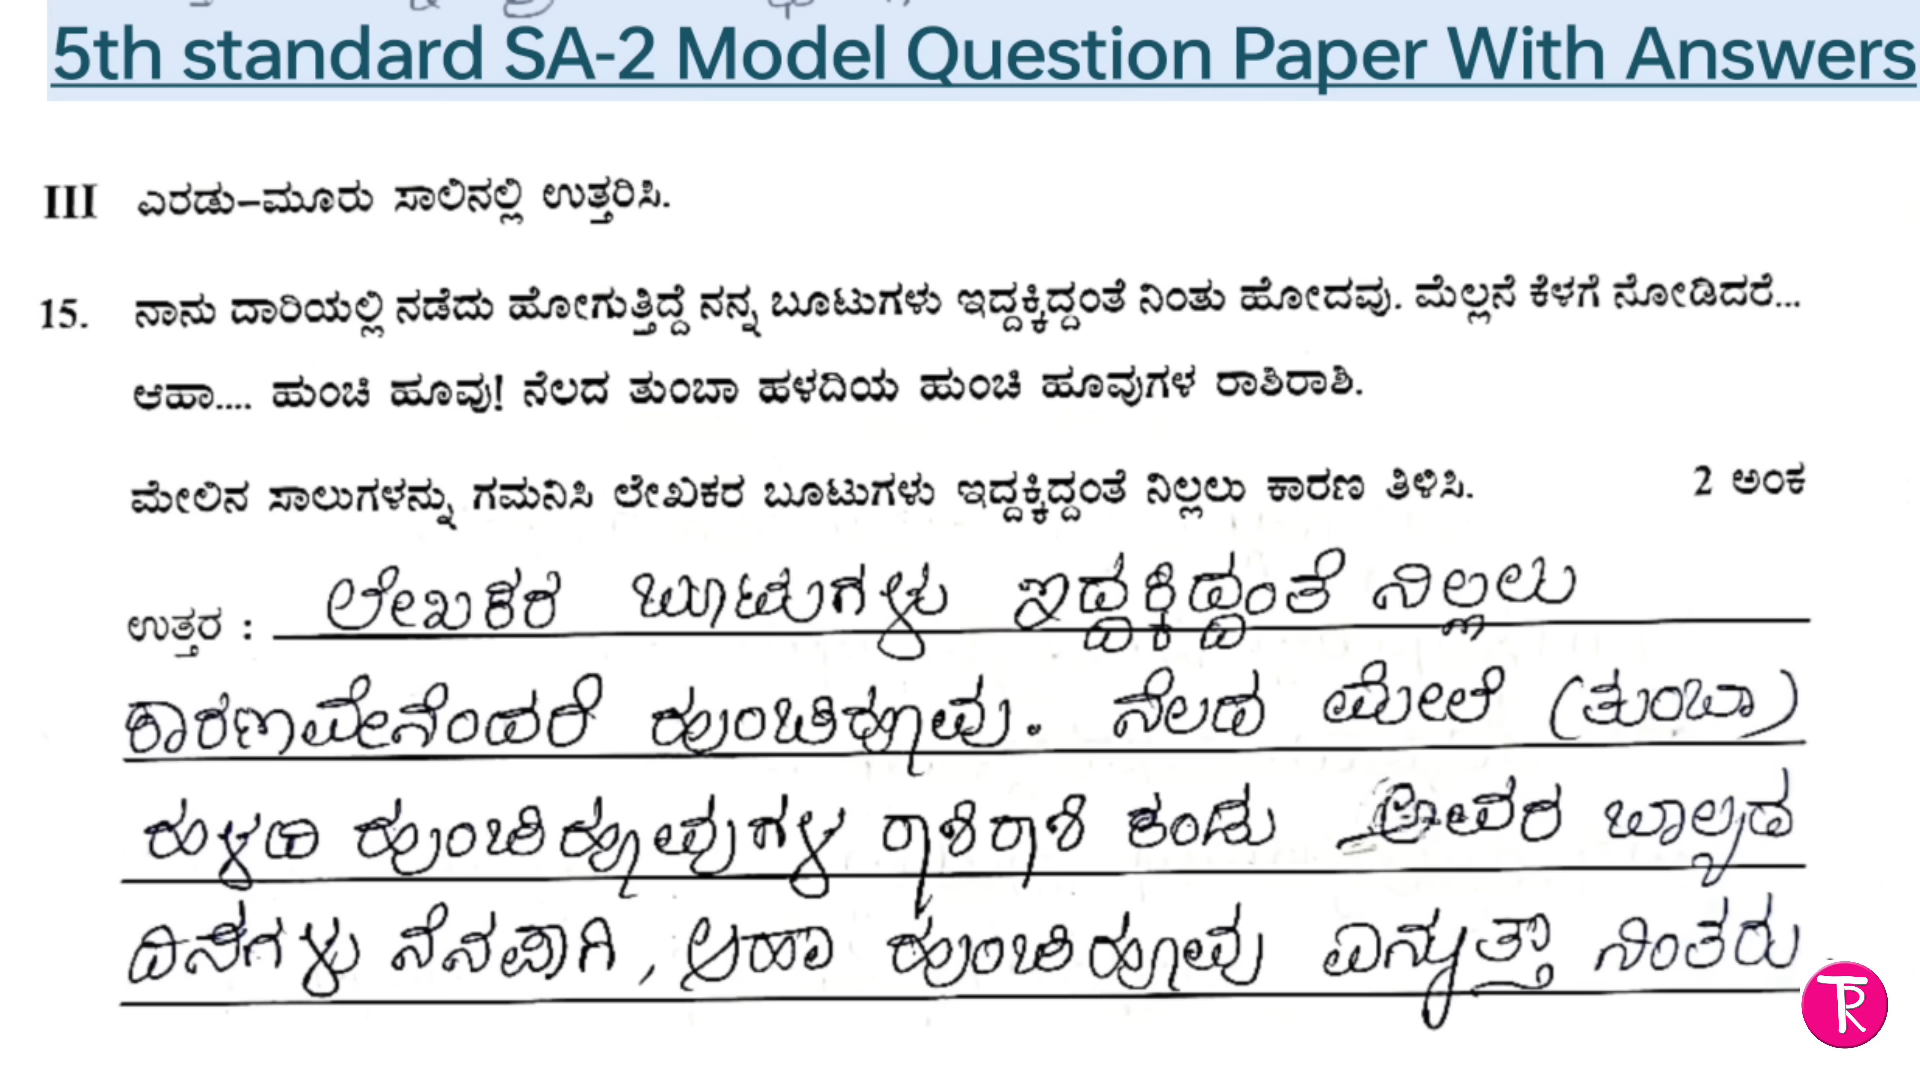 5th standard SA-2 Model Question Paper With Answers
III ಎರಡು-ಮೂರು ಸಾಲಿನಲ್ಲಿ ಉತ್ತರಿಸಿ.
15. ನಾನು ದಾರಿಯಲ್ಲಿ ನಡೆದು ಹೋಗುತ್ತಿದ್ದೆ ನನ್ನ ಬೂಟುಗಳು ಇದ್ದಕ್ಕಿದ್ದಂತೆ ನಿಂತು ಹೋದವು. ಮೆಲ್ಲನೆ ಕೆಳಗೆ ನೋಡಿದರೆ...
ಆಹಾ.... ಹುಂಚಿ ಹೂವು! ನೆಲದ ತುಂಬಾ ಹಳದಿಯ ಹುಂಚಿ ಹೂವುಗಳ ರಾಶಿರಾಶಿ.
ಮೇಲಿನ ಸಾಲುಗಳನ್ನು ಗಮನಿಸಿ ಲೇಖಕರ ಬೂಟುಗಳು ಇದ್ದಕ್ಕಿದ್ದಂತೆ ನಿಲ್ಲಲು ಕಾರಣ ತಿಳಿಸಿ. 2 ಅಂಕ
ಉತ್ತರ : ಲೇಖಕರ ಬೂಟುಗಳು ಇದ್ದಕ್ಕಿದ್ದಂತೆ ನಿಲ್ಲಲು
ಕಾರಣವೇನೆಂದರೆ ಹುಂಚಿಹೂವು. ನೆಲದ ಮೇಲೆ (ತುಂಬಾ)
ಹಳದಿ ಹುಂಚಿಹೂವುಗಳ ರಾಶಿರಾಶಿ ಕಂಡು ಅವರ ಬಾಲ್ಯದ
ದಿನಗಳು ನೆನಪಾಗಿ, ಆಹಾ ಹುಂಚಿಹೂವು ಎನ್ನುತ್ತಾ ನಿಂತರು.
TR